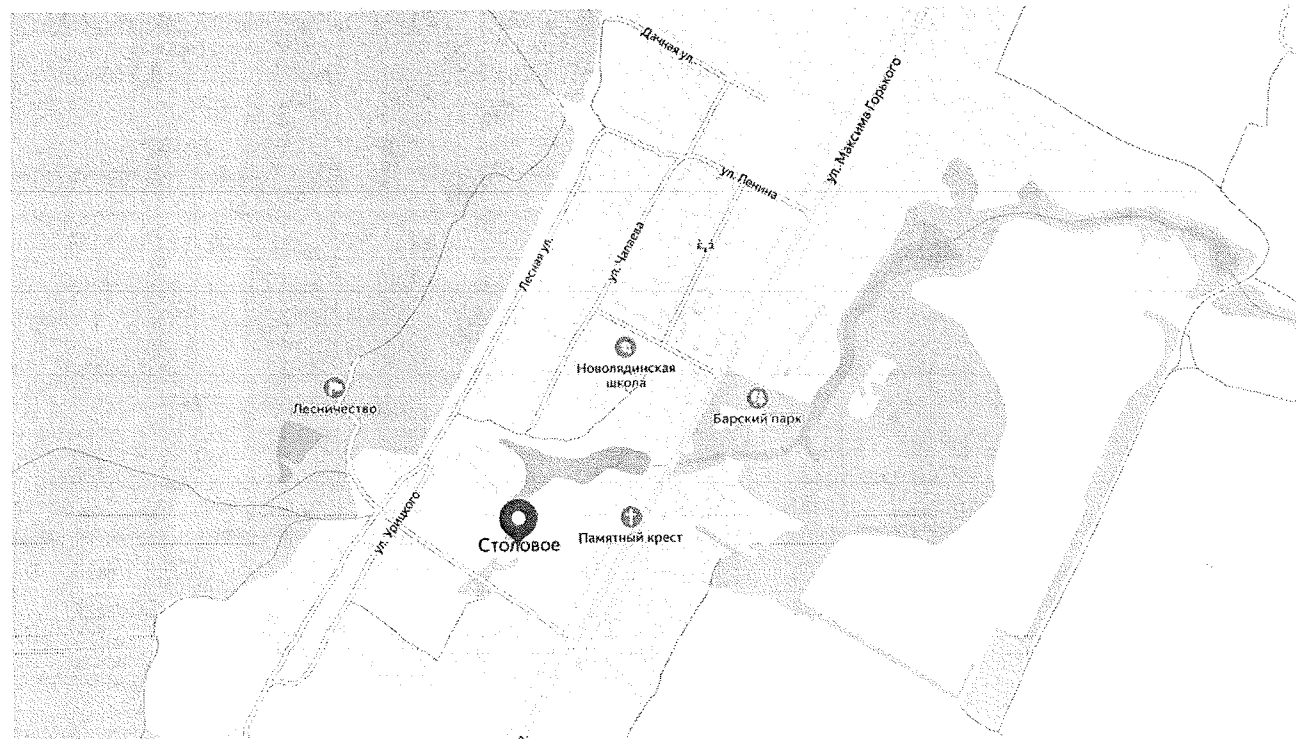 Дачная ул.
ул. Максима Горького
ул. Ленина
Лесная ул.
ул. Чапаева
Новолядинская
школа
Лесничество
Барский парк
ул. Урицкого
Столовое
Памятный крест